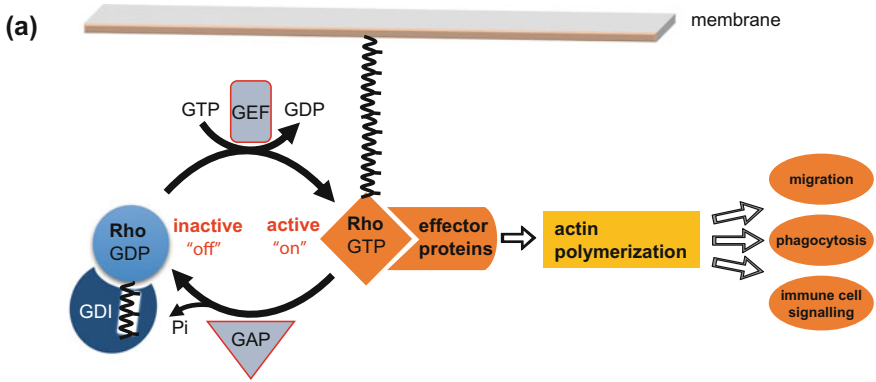 (a)
membrane
GTP
GEF
GDP
Rho
GDP
inactive
"off"
active
"on"
Rho
GTP
effector
proteins
actin
polymerization
migration
phagocytosis
immune cell
signalling
GDI
Pi
GAP